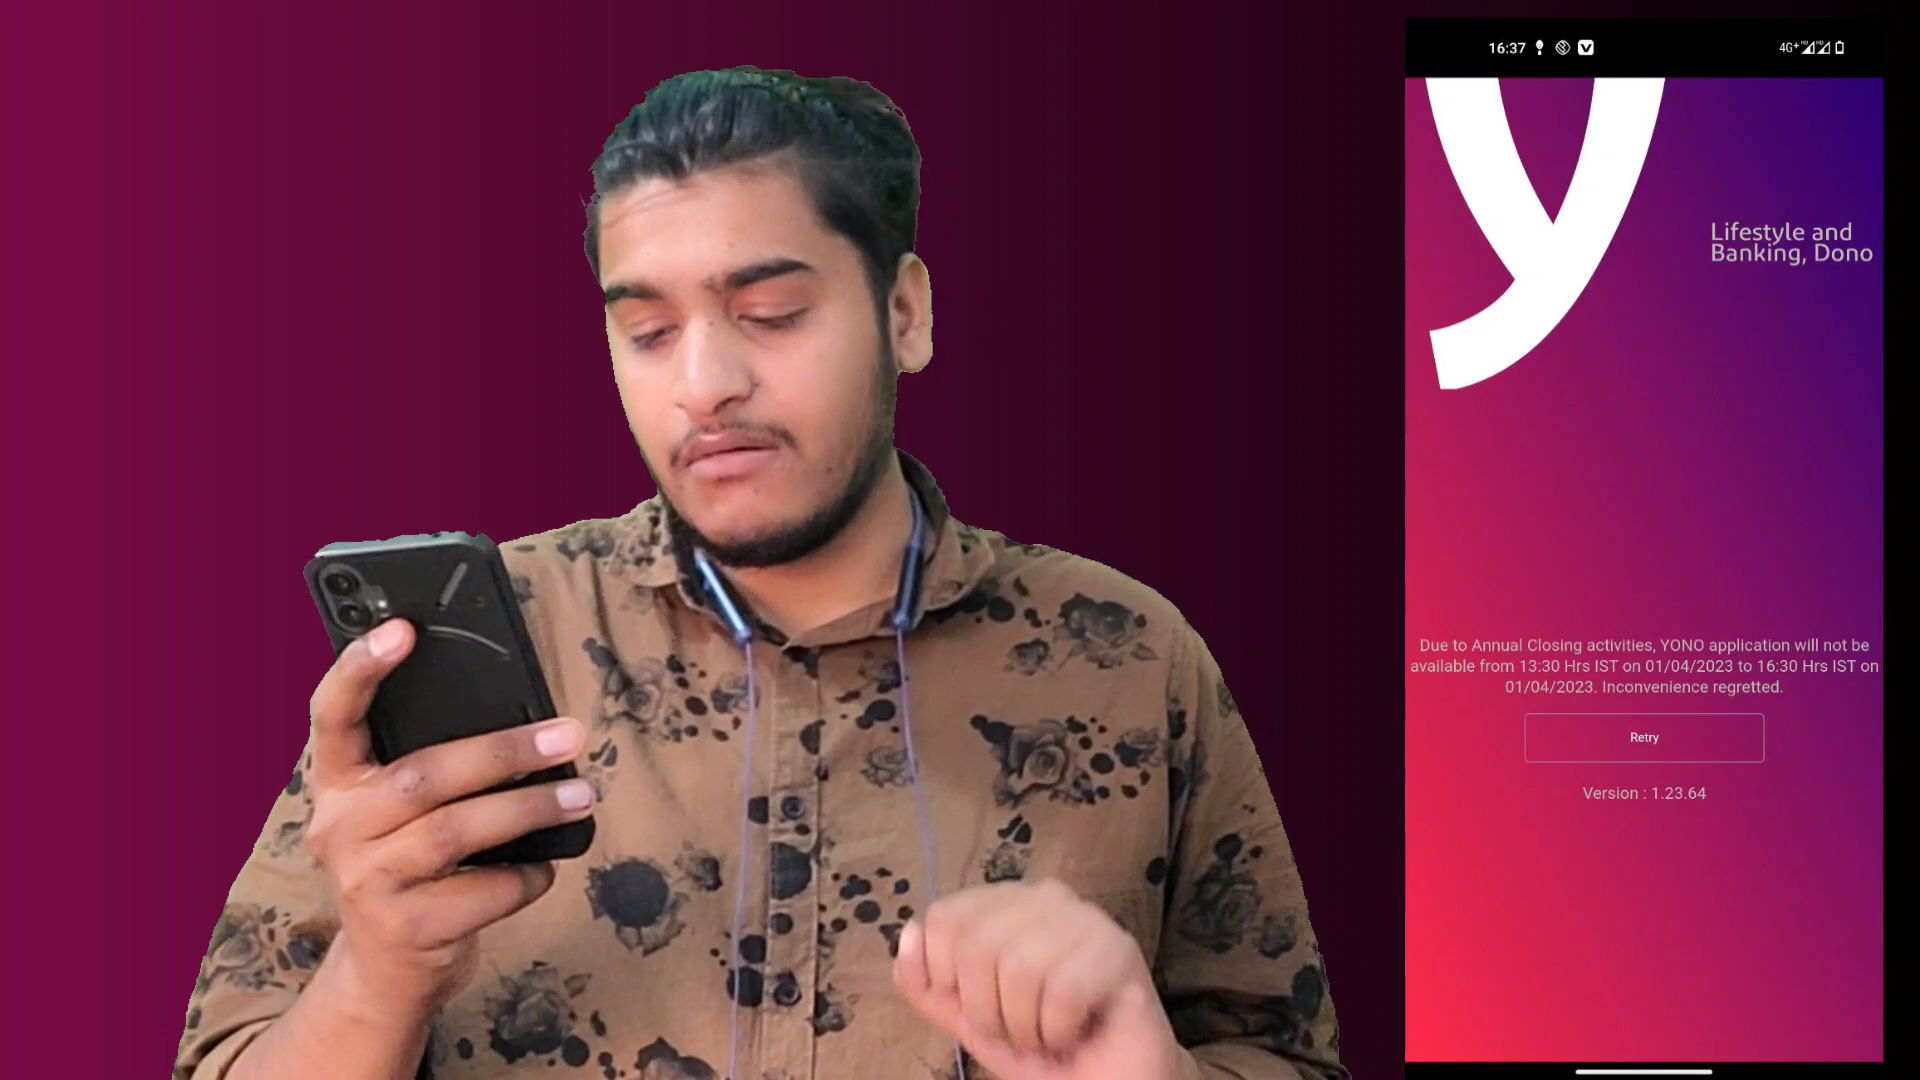 16:37
4G+
Lifestyle and
Banking, Dono
Due to Annual Closing activities, YONO application will not be
available from 13:30 Hrs IST on 01/04/2023 to 16:30 Hrs IST on
01/04/2023. Inconvenience regretted.
Retry
Version : 1.23.64